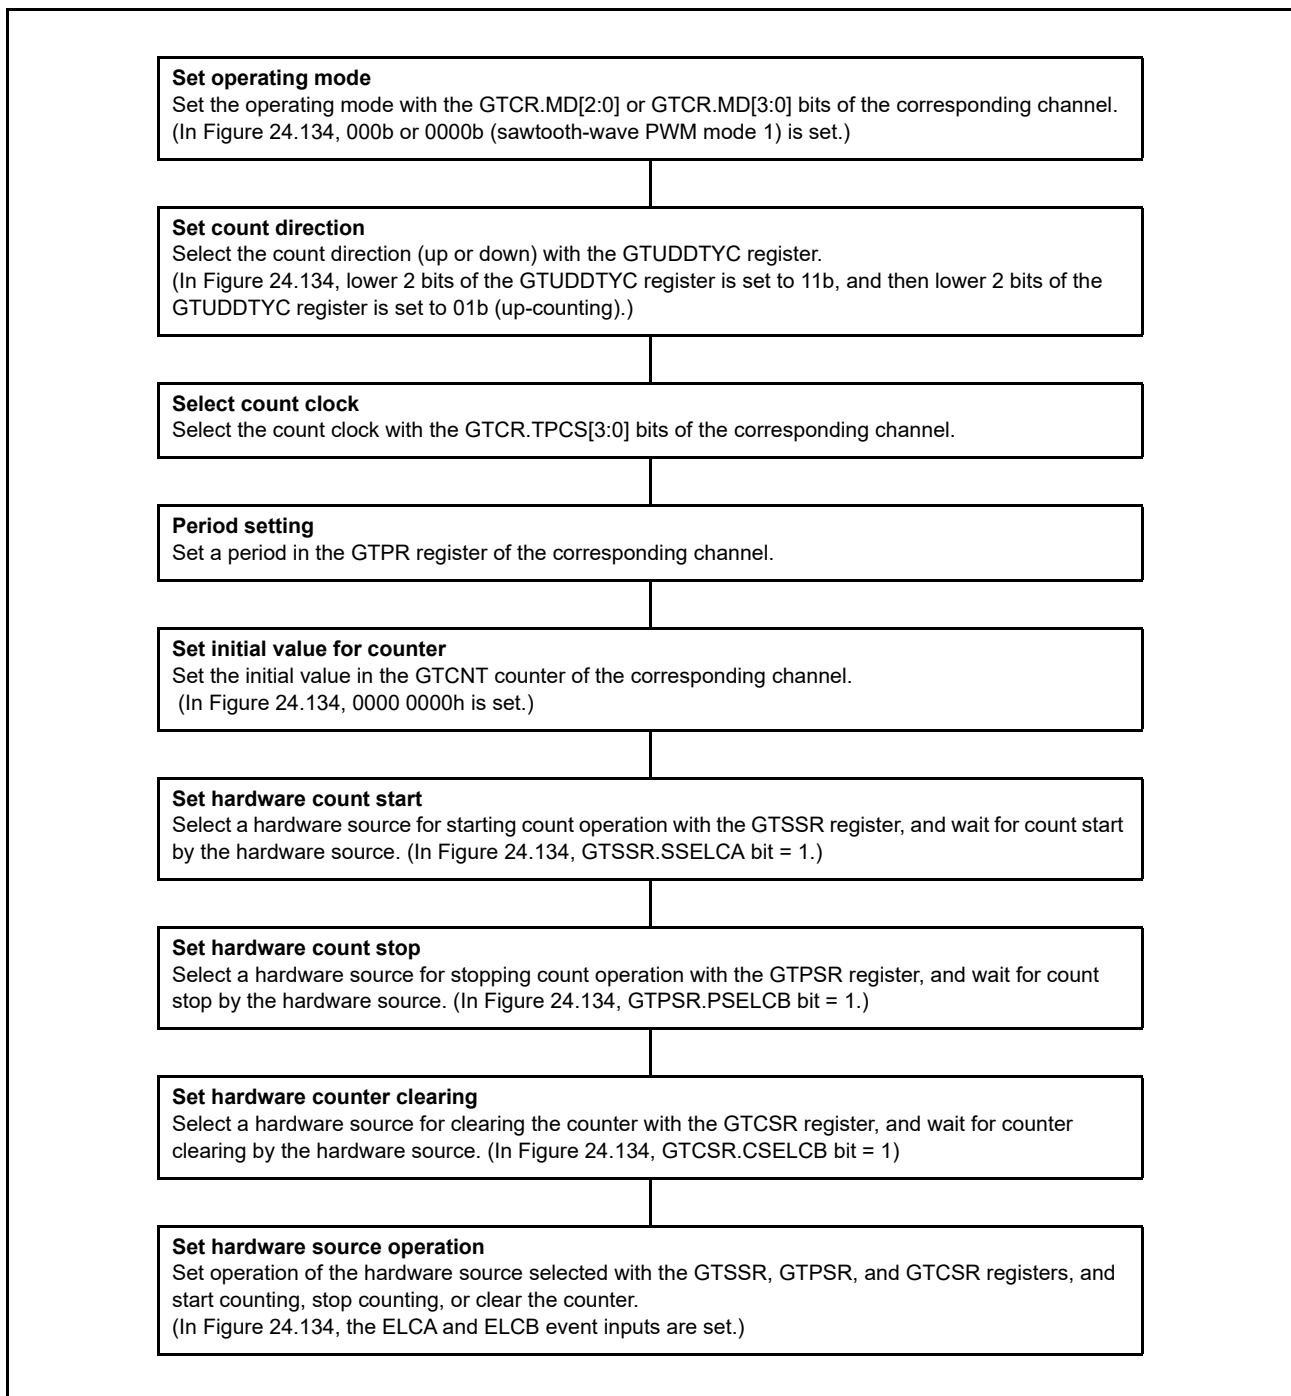 Set operating mode
Set the operating mode with the GTCR.MD[2:0] or GTCR.MD[3:0] bits of the corresponding channel.
(In Figure 24.134, 000b or 0000b (sawtooth-wave PWM mode 1) is set.)
Set count direction
Select the count direction (up or down) with the GTUDDTYC register.
(In Figure 24.134, lower 2 bits of the GTUDDTYC register is set to 11b, and then lower 2 bits of the
GTUDDTYC register is set to 01b (up-counting).)
Select count clock
Select the count clock with the GTCR.TPCS[3:0] bits of the corresponding channel.
Period setting
Set a period in the GTPR register of the corresponding channel.
Set initial value for counter
Set the initial value in the GTCNT counter of the corresponding channel.
(In Figure 24.134, 0000 0000h is set.)
Set hardware count start
Select a hardware source for starting count operation with the GTSSR register, and wait for count start
by the hardware source. (In Figure 24.134, GTSSR.SSELCA bit = 1.)
Set hardware count stop
Select a hardware source for stopping count operation with the GTPSR register, and wait for count
stop by the hardware source. (In Figure 24.134, GTPSR.PSELCB bit = 1.)
Set hardware counter clearing
Select a hardware source for clearing the counter with the GTCSR register, and wait for counter
clearing by the hardware source. (In Figure 24.134, GTCSR.CSELCB bit = 1)
Set hardware source operation
Set operation of the hardware source selected with the GTSSR, GTPSR, and GTCSR registers, and
start counting, stop counting, or clear the counter.
(In Figure 24.134, the ELCA and ELCB event inputs are set.)